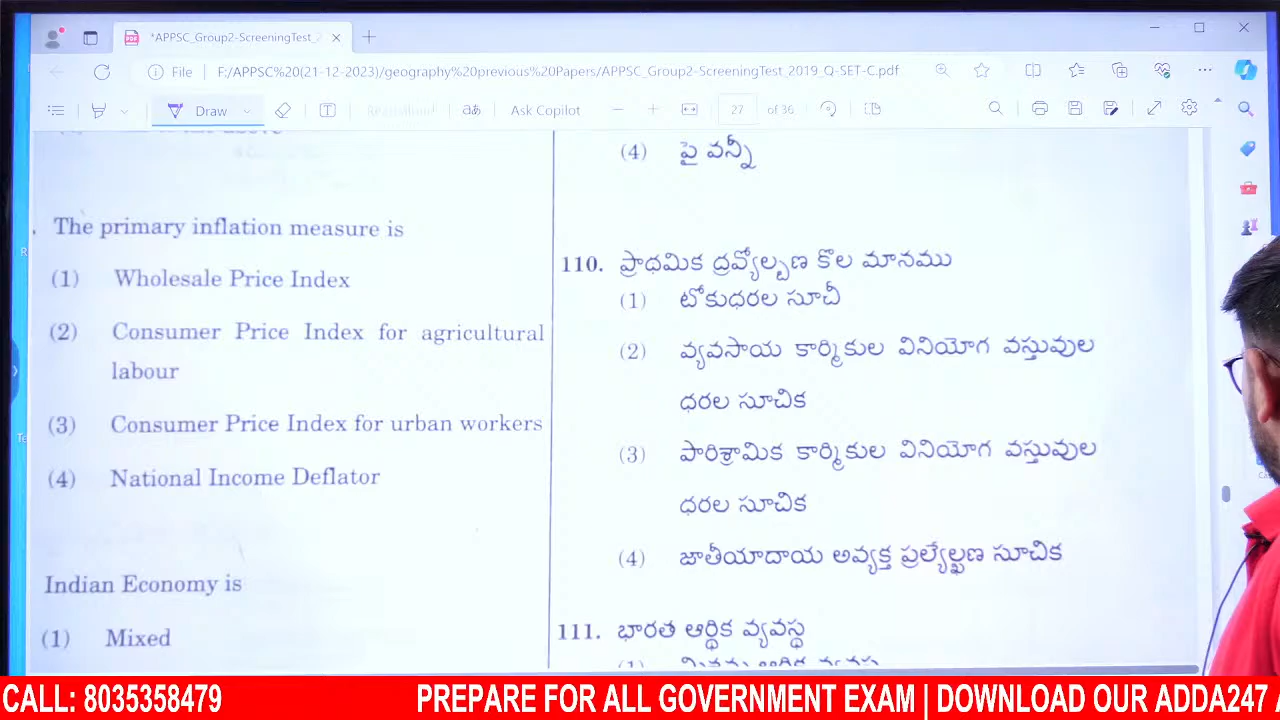 *APPSC_Group2-ScreeningTest_2
File F:/APPSC%20(21-12-2023)/geography%20previous%20Papers/APPSC_Group2-ScreeningTest_2019_Q-SET-C.pdf
Draw
అఆ Ask Copilot
27 of 36
. The primary inflation measure is
(1) Wholesale Price Index
(2) Consumer Price Index for agricultural
labour
(3) Consumer Price Index for urban workers
(4) National Income Deflator
Indian Economy is
(1) Mixed
(4) పై వన్నీ
110. ప్రాధమిక ద్రవ్యోల్బణ కొల మానము
(1) టోకుధరల సూచీ
(2) వ్యవసాయ కార్మికుల వినియోగ వస్తువుల
ధరల సూచిక
(3) పారిశ్రామిక కార్మికుల వినియోగ వస్తువుల
ధరల సూచిక
(4) జాతీయాదాయ అవ్యక్త ప్రల్యేల్ఖణ సూచిక
111. భారత ఆర్థిక వ్యవస్థ
CALL: 8035358479 PREPARE FOR ALL GOVERNMENT EXAM | DOWNLOAD OUR ADDA247